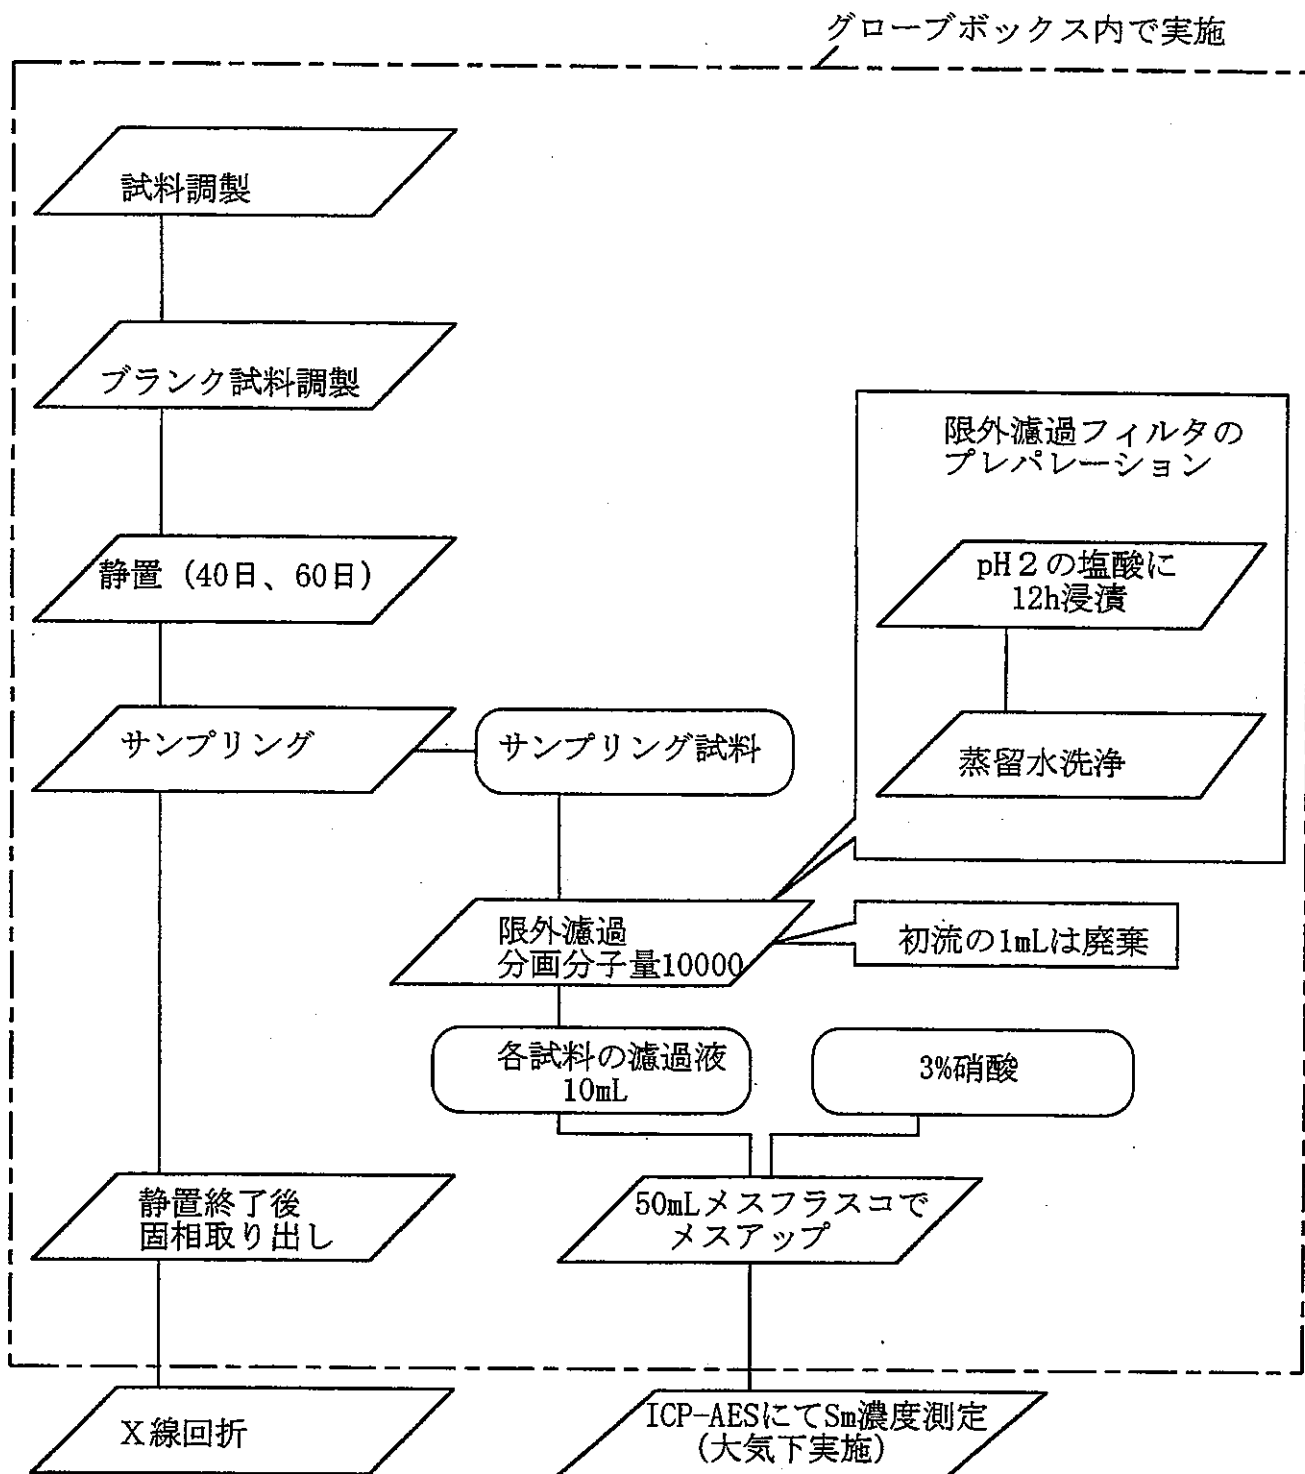 グローブボックス内で実施
試料調製
ブランク試料調製
静置 (40日、60日)
サンプリング
サンプリング試料
限外濾過フィルタの
プレパレーション
pH2の塩酸に
12h浸漬
蒸留水洗浄
限外濾過
分画分子量10000
初流の1mLは廃棄
各試料の濾過液
10mL
3%硝酸
静置終了後
固相取り出し
50mLメスフラスコで
メスアップ
X線回折
ICP-AESにてSm濃度測定
(大気下実施)